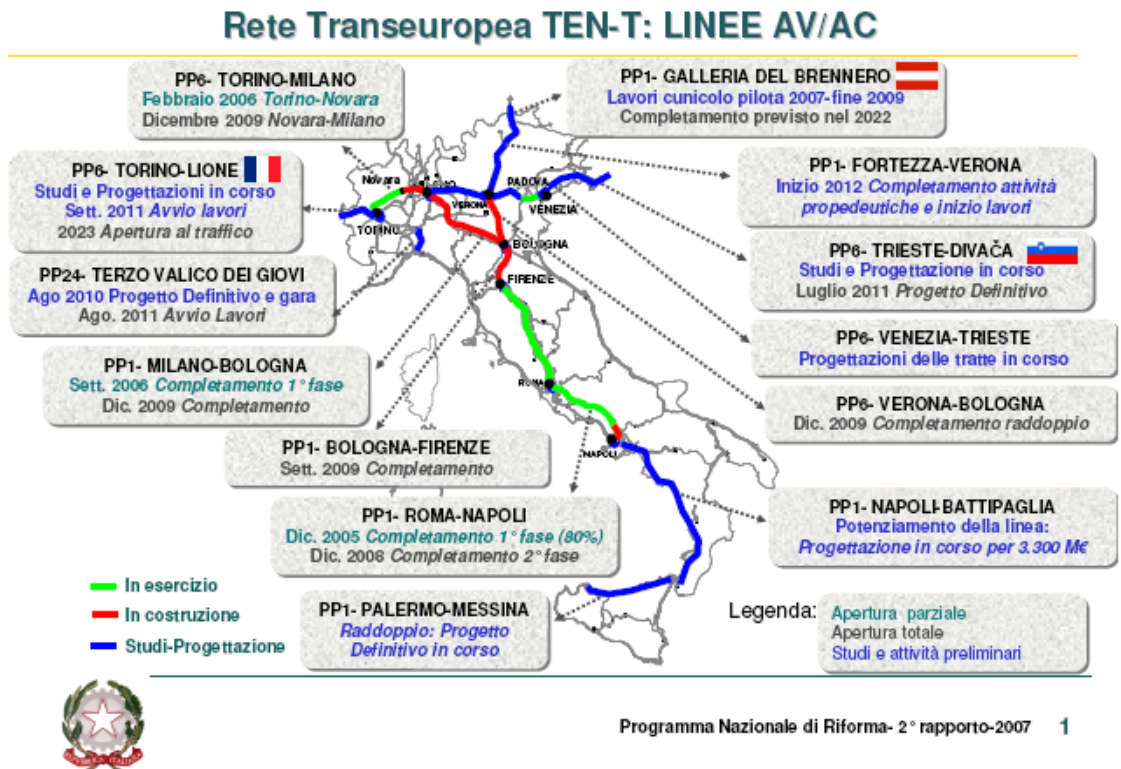 Rete Transeuropea TEN-T: LINEE AV/AC
PP6- TORINO-MILANO
Febbraio 2006 Torino-Novara
Dicembre 2009 Novara-Milano
PP1- GALLERIA DEL BRENNERO
Lavori cunicolo pilota 2007-fine 2009
Completamento previsto nel 2022
PP6- TORINO-LIONE
Studi e Progettazioni in corso
Sett. 2011 Avvio lavori
2023 Apertura al traffico
PP1- FORTEZZA-VERONA
Inizio 2012 Completamento attività
propedeutiche e inizio lavori
PP24- TERZO VALICO DEI GIOVI
Ago 2010 Progetto Definitivo e gara
Ago. 2011 Avvio Lavori
PP6- TRIESTE-DIVAČA
Studi e Progettazione in corso
Luglio 2011 Progetto Definitivo
PP1- MILANO-BOLOGNA
Sett. 2006 Completamento 1° fase
Dic. 2009 Completamento
PP6- VENEZIA-TRIESTE
Progettazioni delle tratte in corso
PP6- VERONA-BOLOGNA
Dic. 2009 Completamento raddoppio
PP1- BOLOGNA-FIRENZE
Sett. 2009 Completamento
PP1- ROMA-NAPOLI
Dic. 2005 Completamento 1° fase (80%)
Dic. 2008 Completamento 2° fase
PP1- NAPOLI-BATTIPAGLIA
Potenziamento della linea:
Progettazione in corso per 3.300 M€
PP1- PALERMO-MESSINA
Raddoppio: Progetto
Definitivo in corso
Novara
TORINO
VERONA
PADOVA
VENEZIA
BOLOGNA
FIRENZE
ROMA
NAPOLI
In esercizio
In costruzione
Studi-Progettazione
Legenda:
Apertura parziale
Apertura totale
Studi e attività preliminari
Programma Nazionale di Riforma- 2° rapporto-2007
1